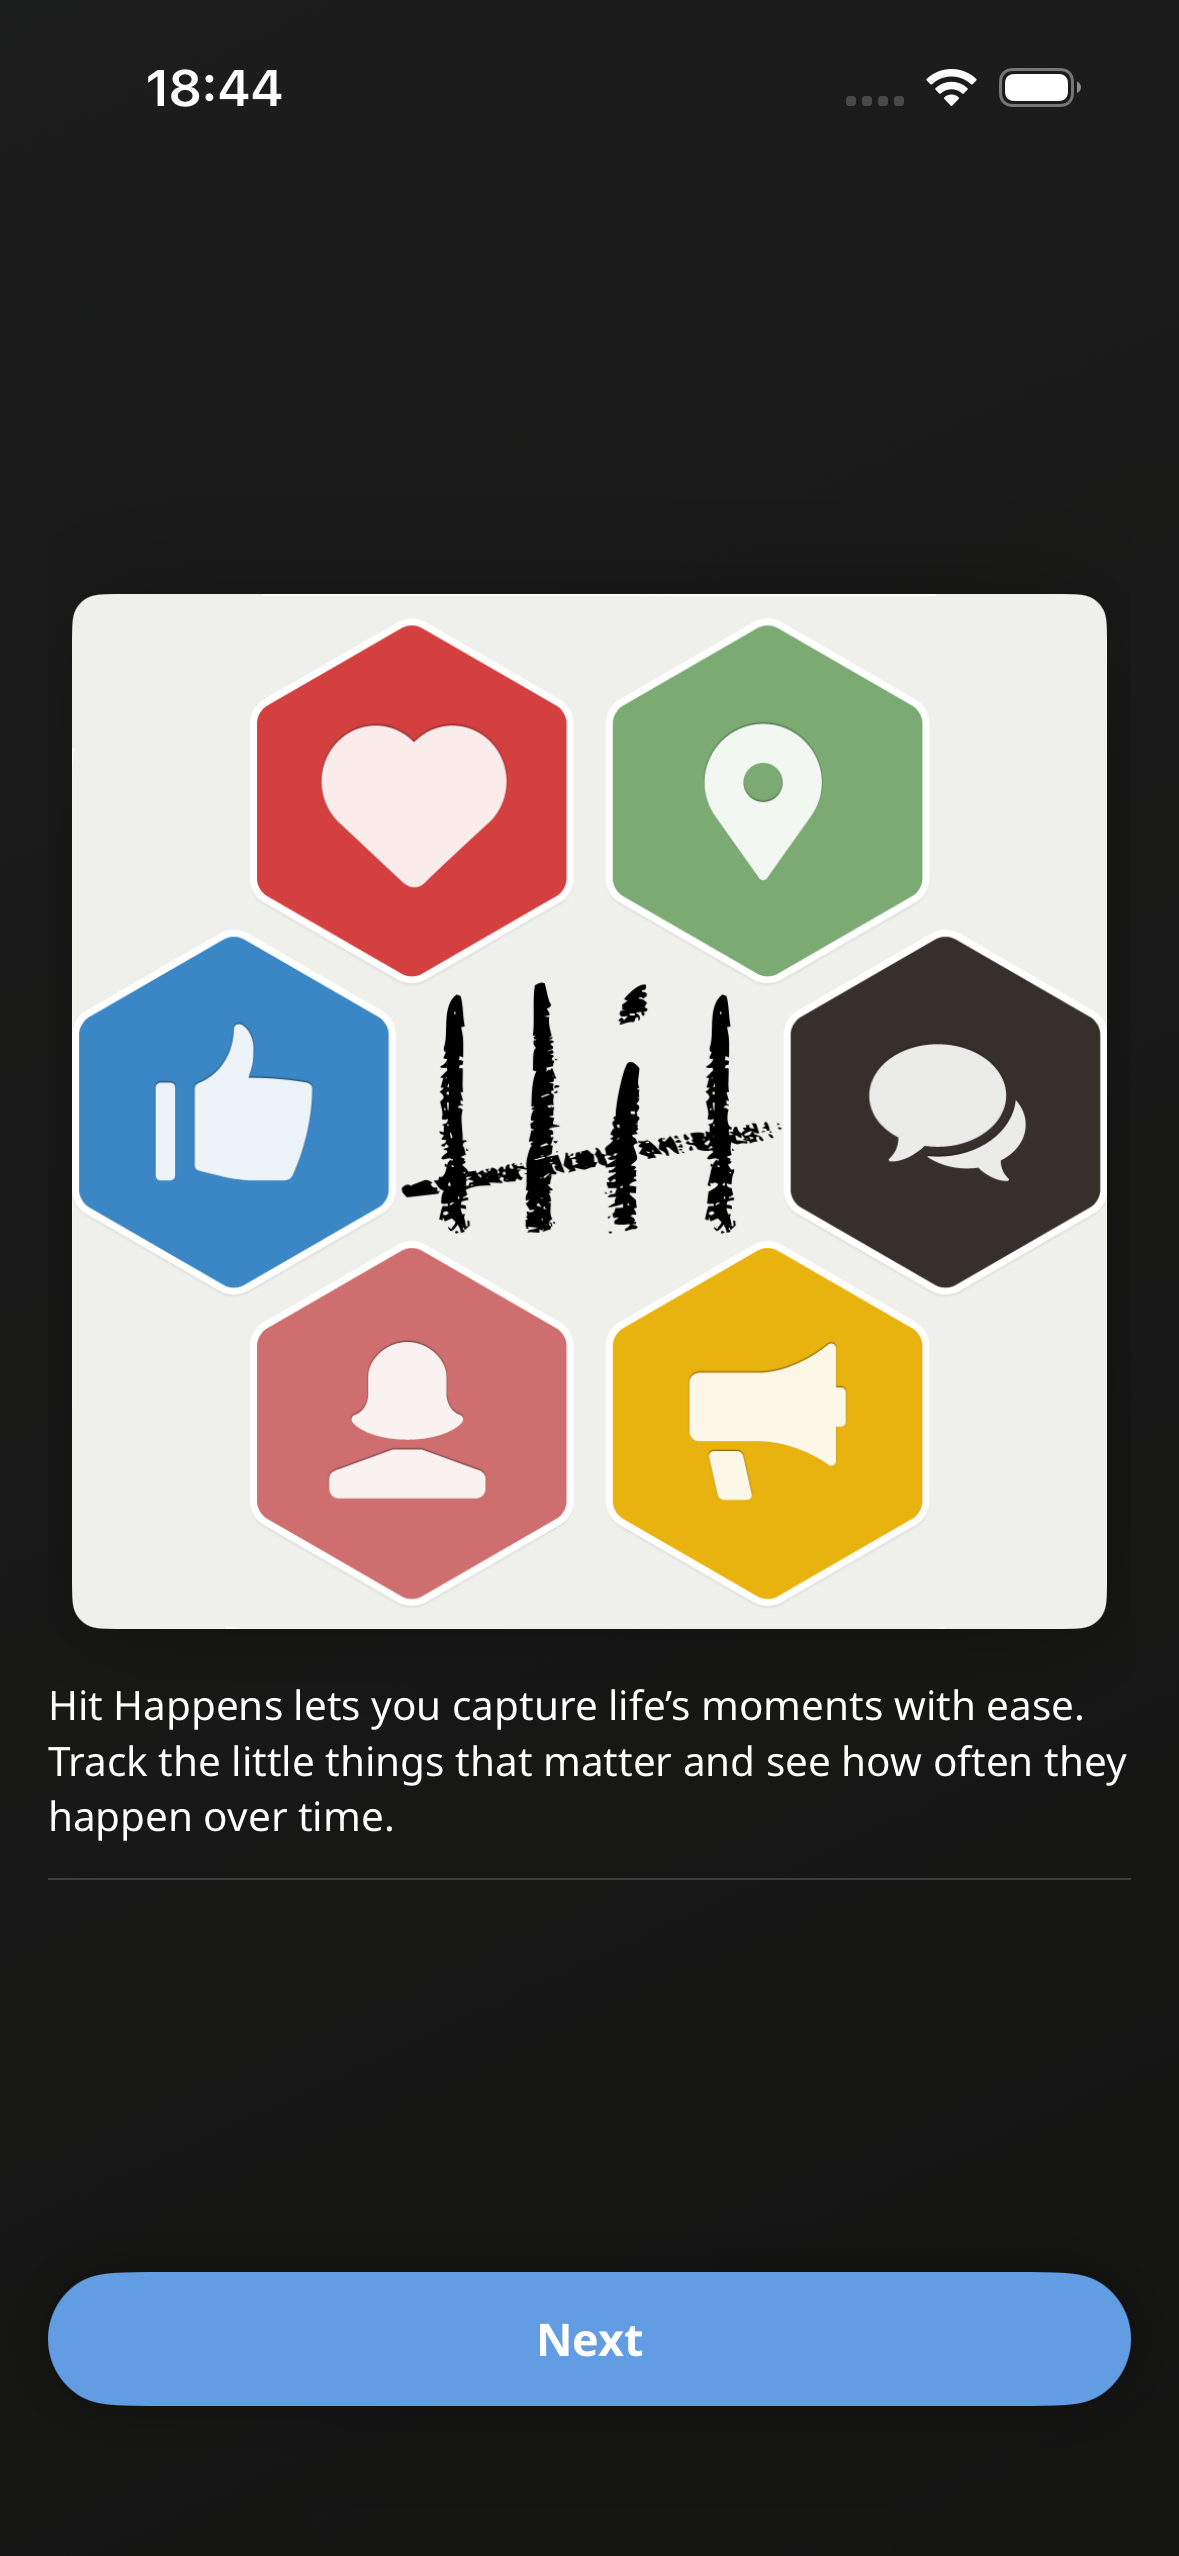 18:44
Hit
Hit Happens lets you capture life’s moments with ease.
Track the little things that matter and see how often they
happen over time.
Next